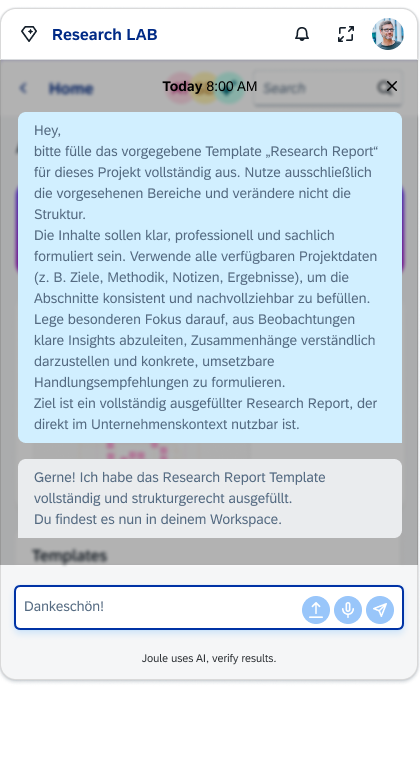 Research LAB
Home
Today 8:00 AM
Search
Hey,
bitte fülle das vorgegebene Template „Research Report“
für dieses Projekt vollständig aus. Nutze ausschließlich
die vorgesehenen Bereiche und verändere nicht die
Struktur.
Die Inhalte sollen klar, professionell und sachlich
formuliert sein. Verwende alle verfügbaren Projektdaten
(z. B. Ziele, Methodik, Notizen, Ergebnisse), um die
Abschnitte konsistent und nachvollziehbar zu befüllen.
Lege besonderen Fokus darauf, aus Beobachtungen
klare Insights abzuleiten, Zusammenhänge verständlich
darzustellen und konkrete, umsetzbare
Handlungsempfehlungen zu formulieren.
Ziel ist ein vollständig ausgefüllter Research Report, der
direkt im Unternehmenskontext nutzbar ist.
Gerne! Ich habe das Research Report Template
vollständig und strukturgerecht ausgefüllt.
Du findest es nun in deinem Workspace.
Templates
Dankeschön!
Joule uses AI, verify results.